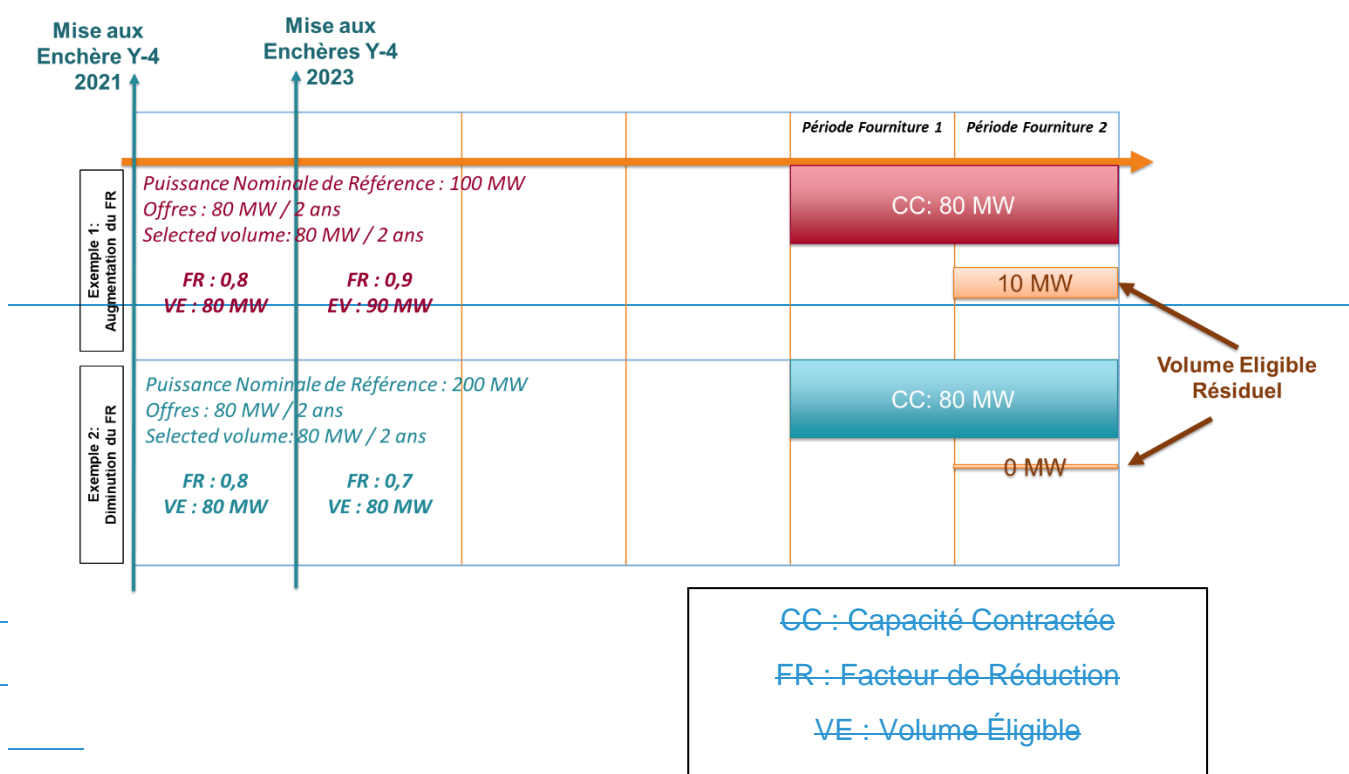 Mise aux
Enchère Y-4
2021
Mise aux
Enchères Y-4
2023
Période Fourniture 1
Période Fourniture 2
Exemple 1:
Augmentation du FR
Puissance Nominale de Référence : 100 MW
Offres : 80 MW / 2 ans
Selected volume: 80 MW / 2 ans
FR : 0,8
VE : 80 MW
FR : 0,9
EV : 90 MW
CC: 80 MW
10 MW
Volume Eligible
Résiduel
Exemple 2:
Diminution du FR
Puissance Nominale de Référence : 200 MW
Offres : 80 MW / 2 ans
Selected volume: 80 MW / 2 ans
FR : 0,8
VE : 80 MW
FR : 0,7
VE : 80 MW
CC: 80 MW
0 MW
CC : Capacité Contractée
FR : Facteur de Réduction
VE : Volume Éligible